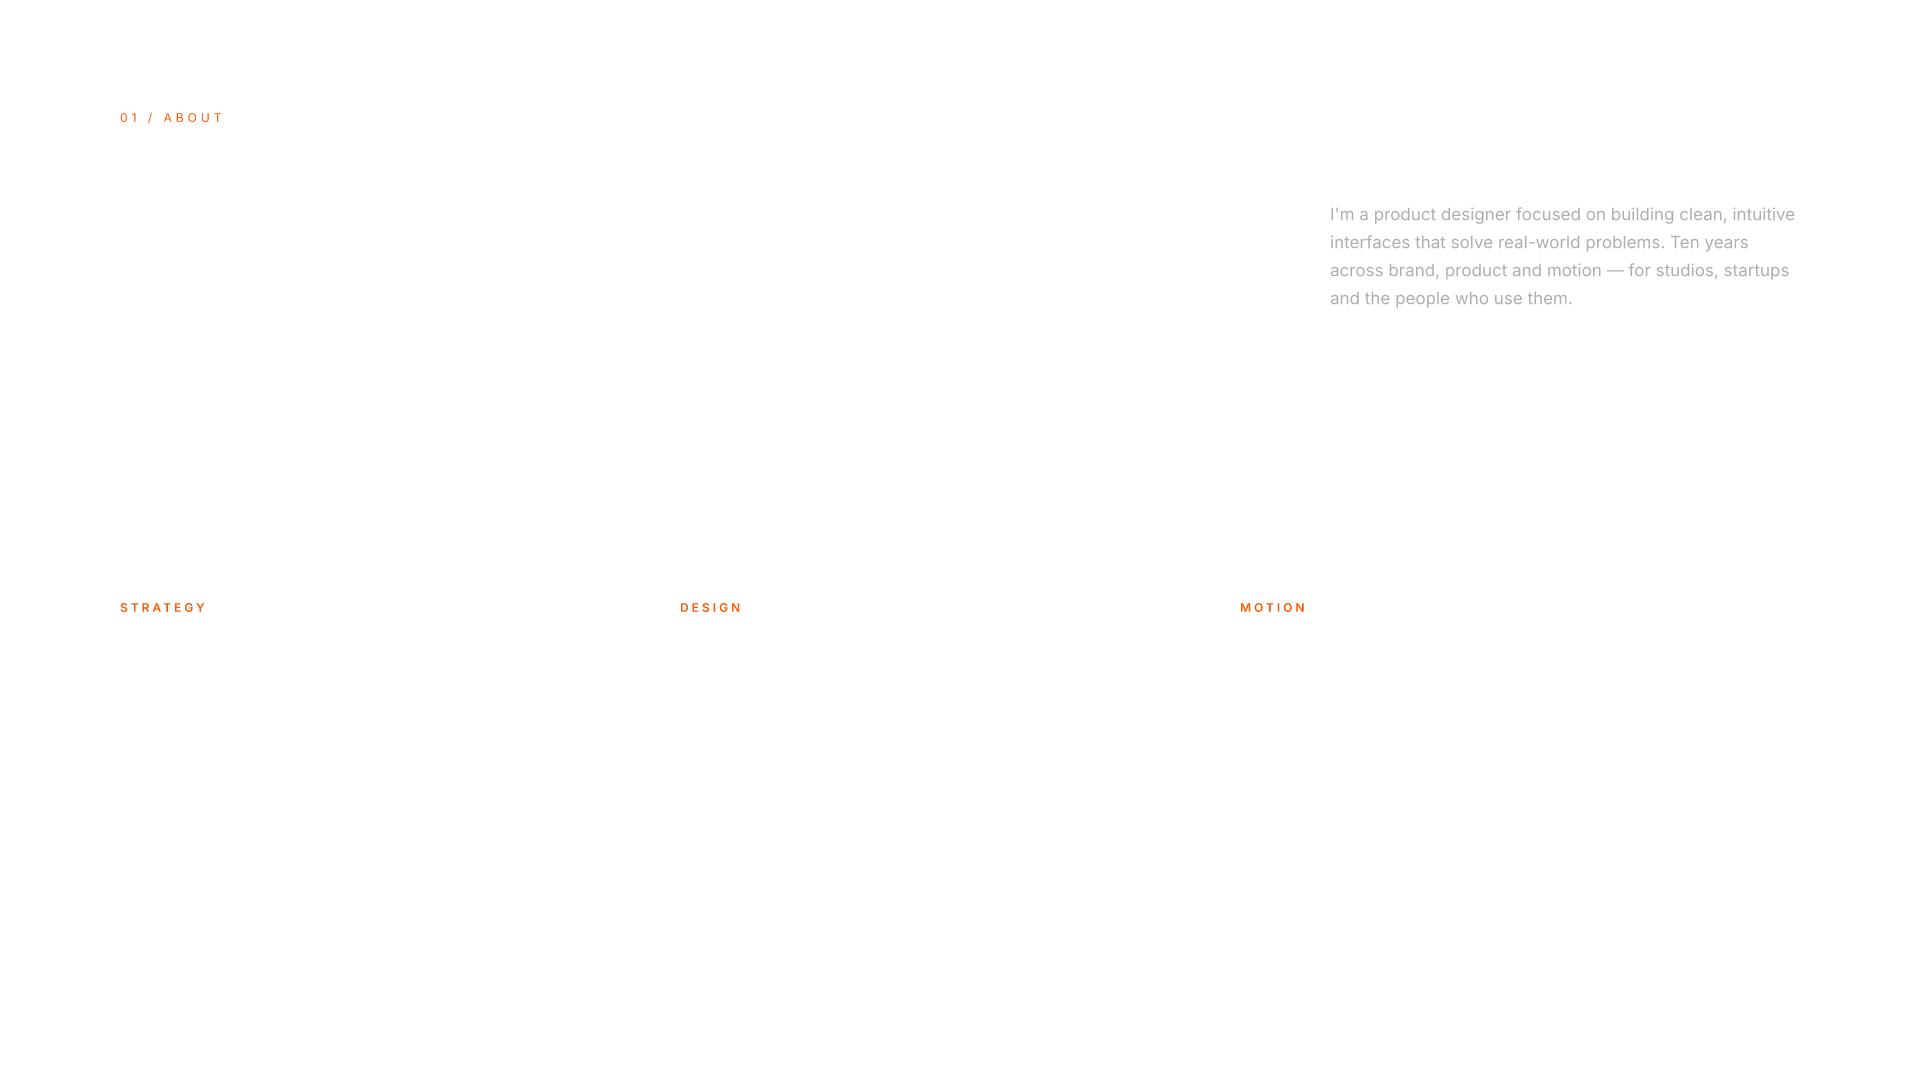 01 / ABOUT
I'm a product designer focused on building clean, intuitive
interfaces that solve real-world problems. Ten years
across brand, product and motion — for studios, startups
and the people who use them.
STRATEGY
DESIGN
MOTION